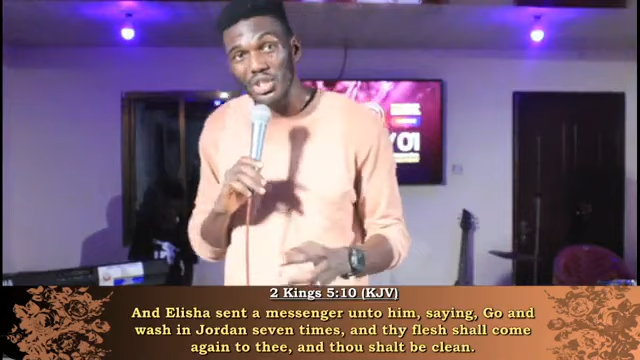 Y 01
2 Kings 5:10 (KJV)
And Elisha sent a messenger unto him, saying, Go and
wash in Jordan seven times, and thy flesh shall come
again to thee, and thou shalt be clean.